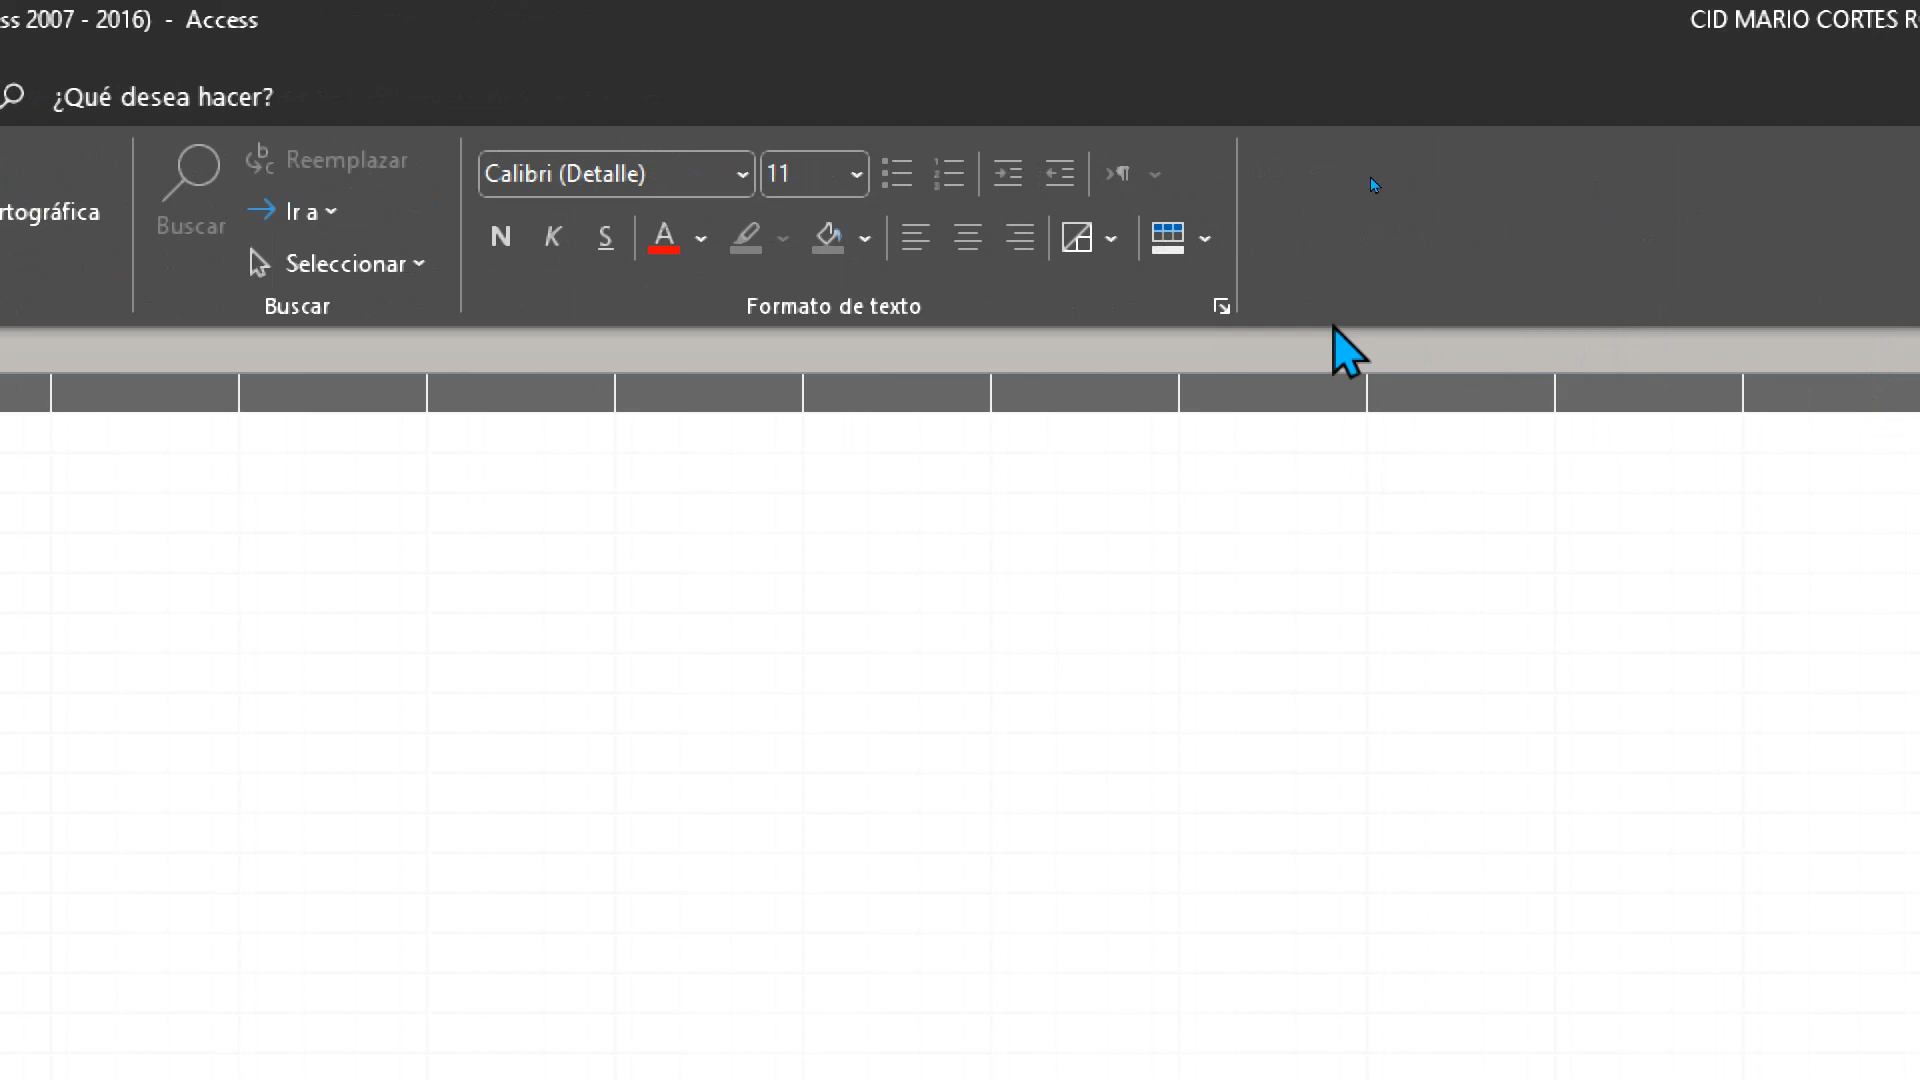 ss 2007 - 2016) - Access
CID MARIO CORTES R
¿Qué desea hacer?
rtográfica
Buscar
Reemplazar
Ir a
Seleccionar
Buscar
Calibri (Detalle)
11
N K S A
Formato de texto